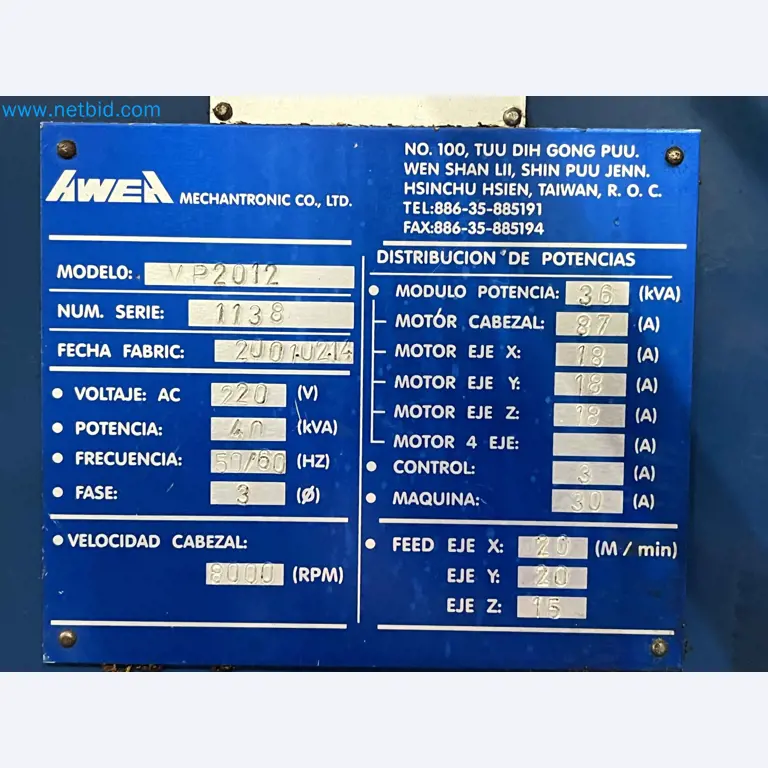 www.netbid.com
AWEA MECHANTRONIC CO., LTD.
NO. 100, TUU DIH GONG PUU.
WEN SHAN LII, SHIN PUU JENN.
HSINCHU HSIEN, TAIWAN, R. O. C.
TEL:886-35-885191
FAX:886-35-885194
MODELO: VP2012
NUM. SERIE: 1138
FECHA FABRIC:
VOLTAJE: AC 220 (V)
POTENCIA: 40 (kVA)
FRECUENCIA: 50/60 (HZ)
FASE: 3 (Ø)
VELOCIDAD CABEZAL:
8000 (RPM)
DISTRIBUCION DE POTENCIAS
MODULO POTENCIA: 36 (kVA)
MOTÓR CABEZAL: 87 (A)
MOTOR EJE X: 18 (A)
MOTOR EJE Y: 18 (A)
MOTOR EJE Z: 18 (A)
MOTOR 4 EJE: (A)
CONTROL: 3 (A)
MAQUINA: 30 (A)
FEED EJE X: 20 (M / min)
EJE Y: 20
EJE Z: 15